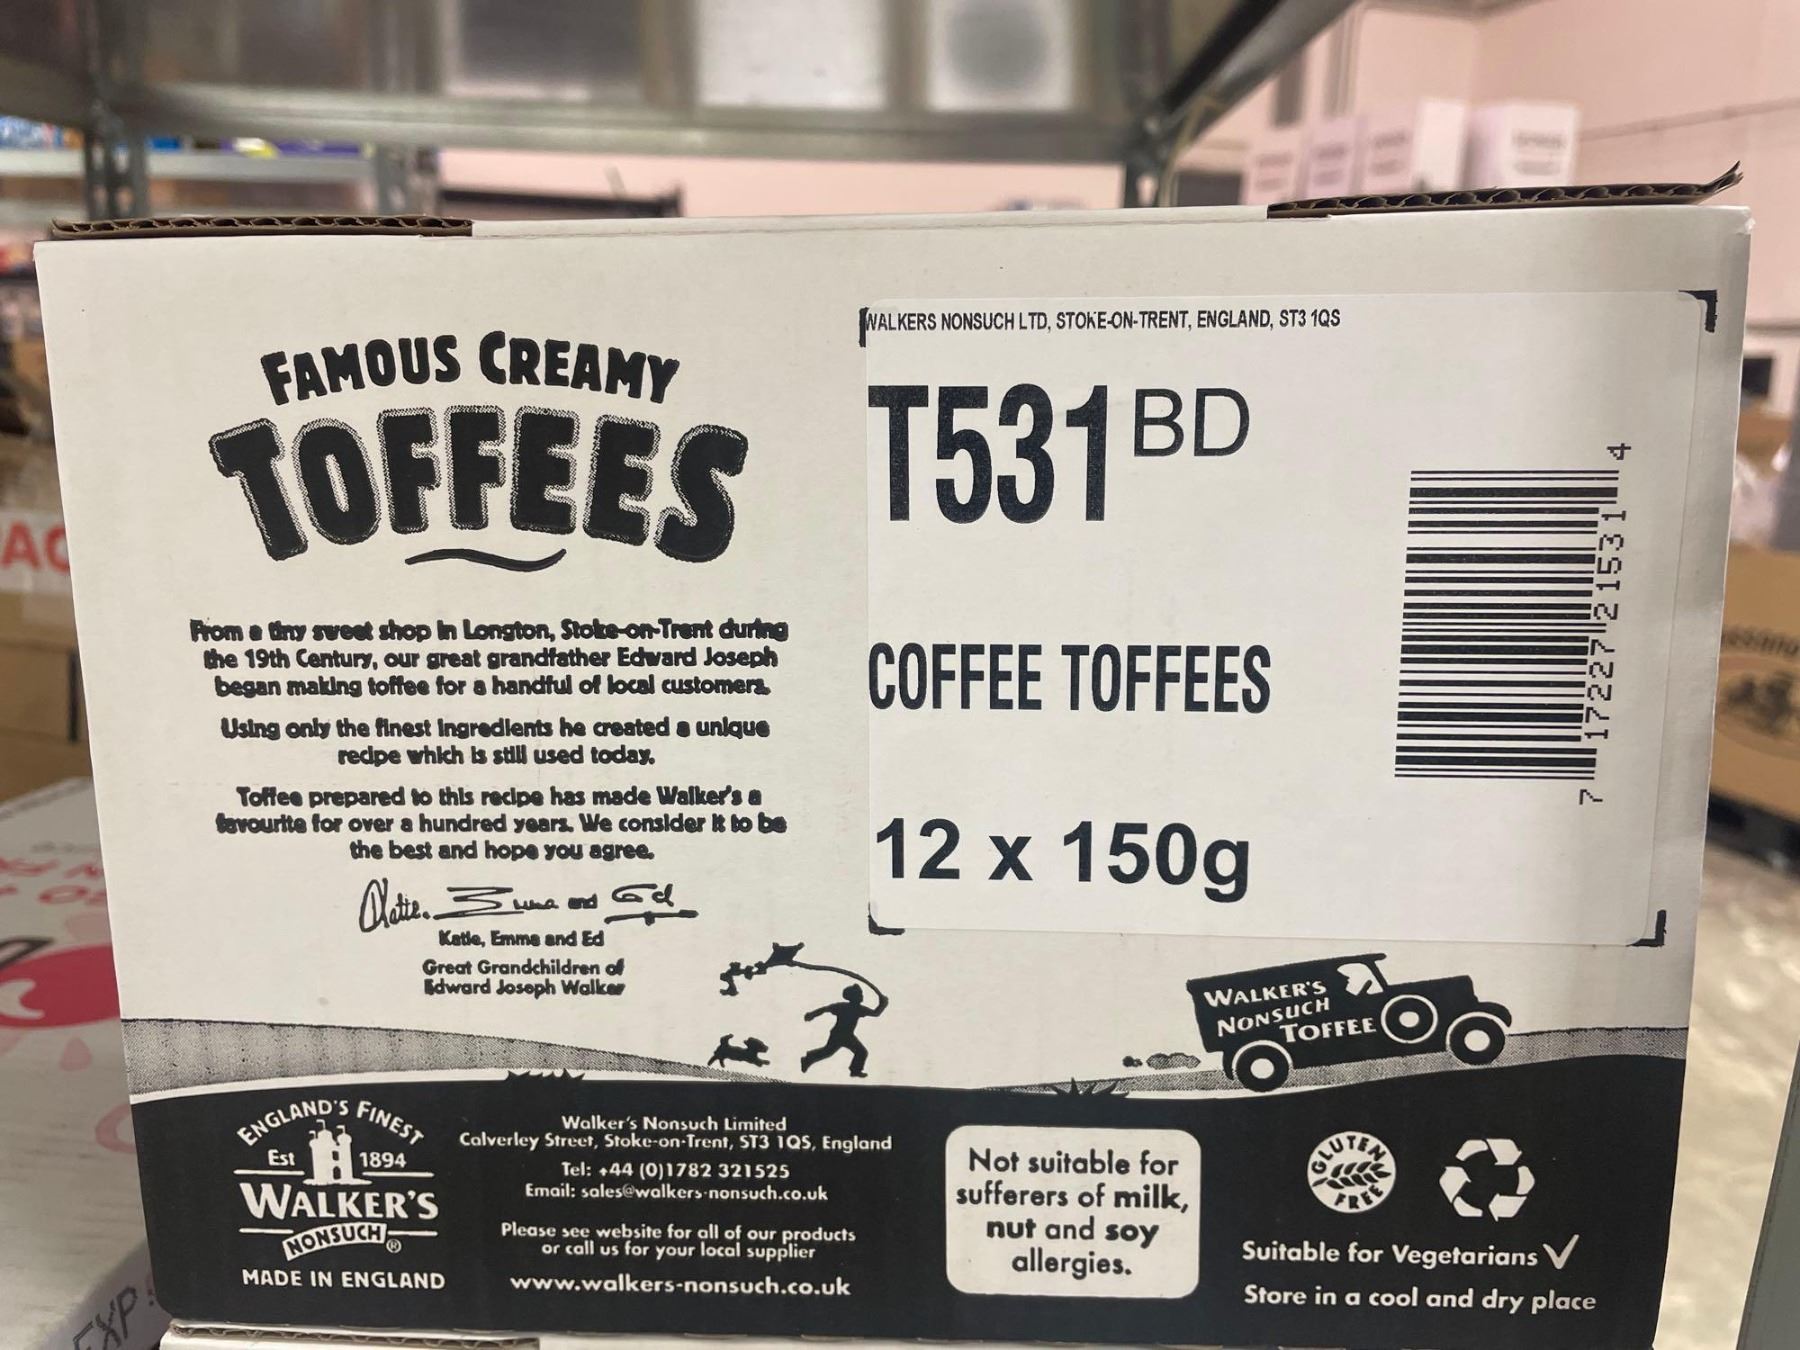 FAMOUS CREAMY
TOFFEES
From a tiny sweet shop in Longton, Stoke-on-Trent during
the 19th Century, our great grandfather Edward Joseph
began making toffee for a handful of local customers.
Using only the finest ingredients he created a unique
recipe which is still used today.
Toffee prepared to this recipe has made Walker's a
favourite for over a hundred years. We consider it to be
the best and hope you agree.
Katie, Emma and Ed
Katie, Emma and Ed
Great Grandchildren of
Edward Joseph Walker
WALKERS NONSUCH LTD, STOKE-ON-TRENT, ENGLAND, ST3 1QS
T531 BD
COFFEE TOFFEES
12 x 150g
7 17227 21531 4
WALKER'S
NONSUCH
TOFFEE
ENGLAND'S FINEST
Est 1894
WALKER'S
NONSUCH ®
MADE IN ENGLAND
Walker's Nonsuch Limited
Calverley Street, Stoke-on-Trent, ST3 1QS, England
Tel: +44 (0)1782 321525
Email: sales@walkers-nonsuch.co.uk
Please see website for all of our products
or call us for your local supplier
www.walkers-nonsuch.co.uk
Not suitable for
sufferers of milk,
nut and soy
allergies.
GLUTEN
FREE
Suitable for Vegetarians ✓
Store in a cool and dry place
EXP: